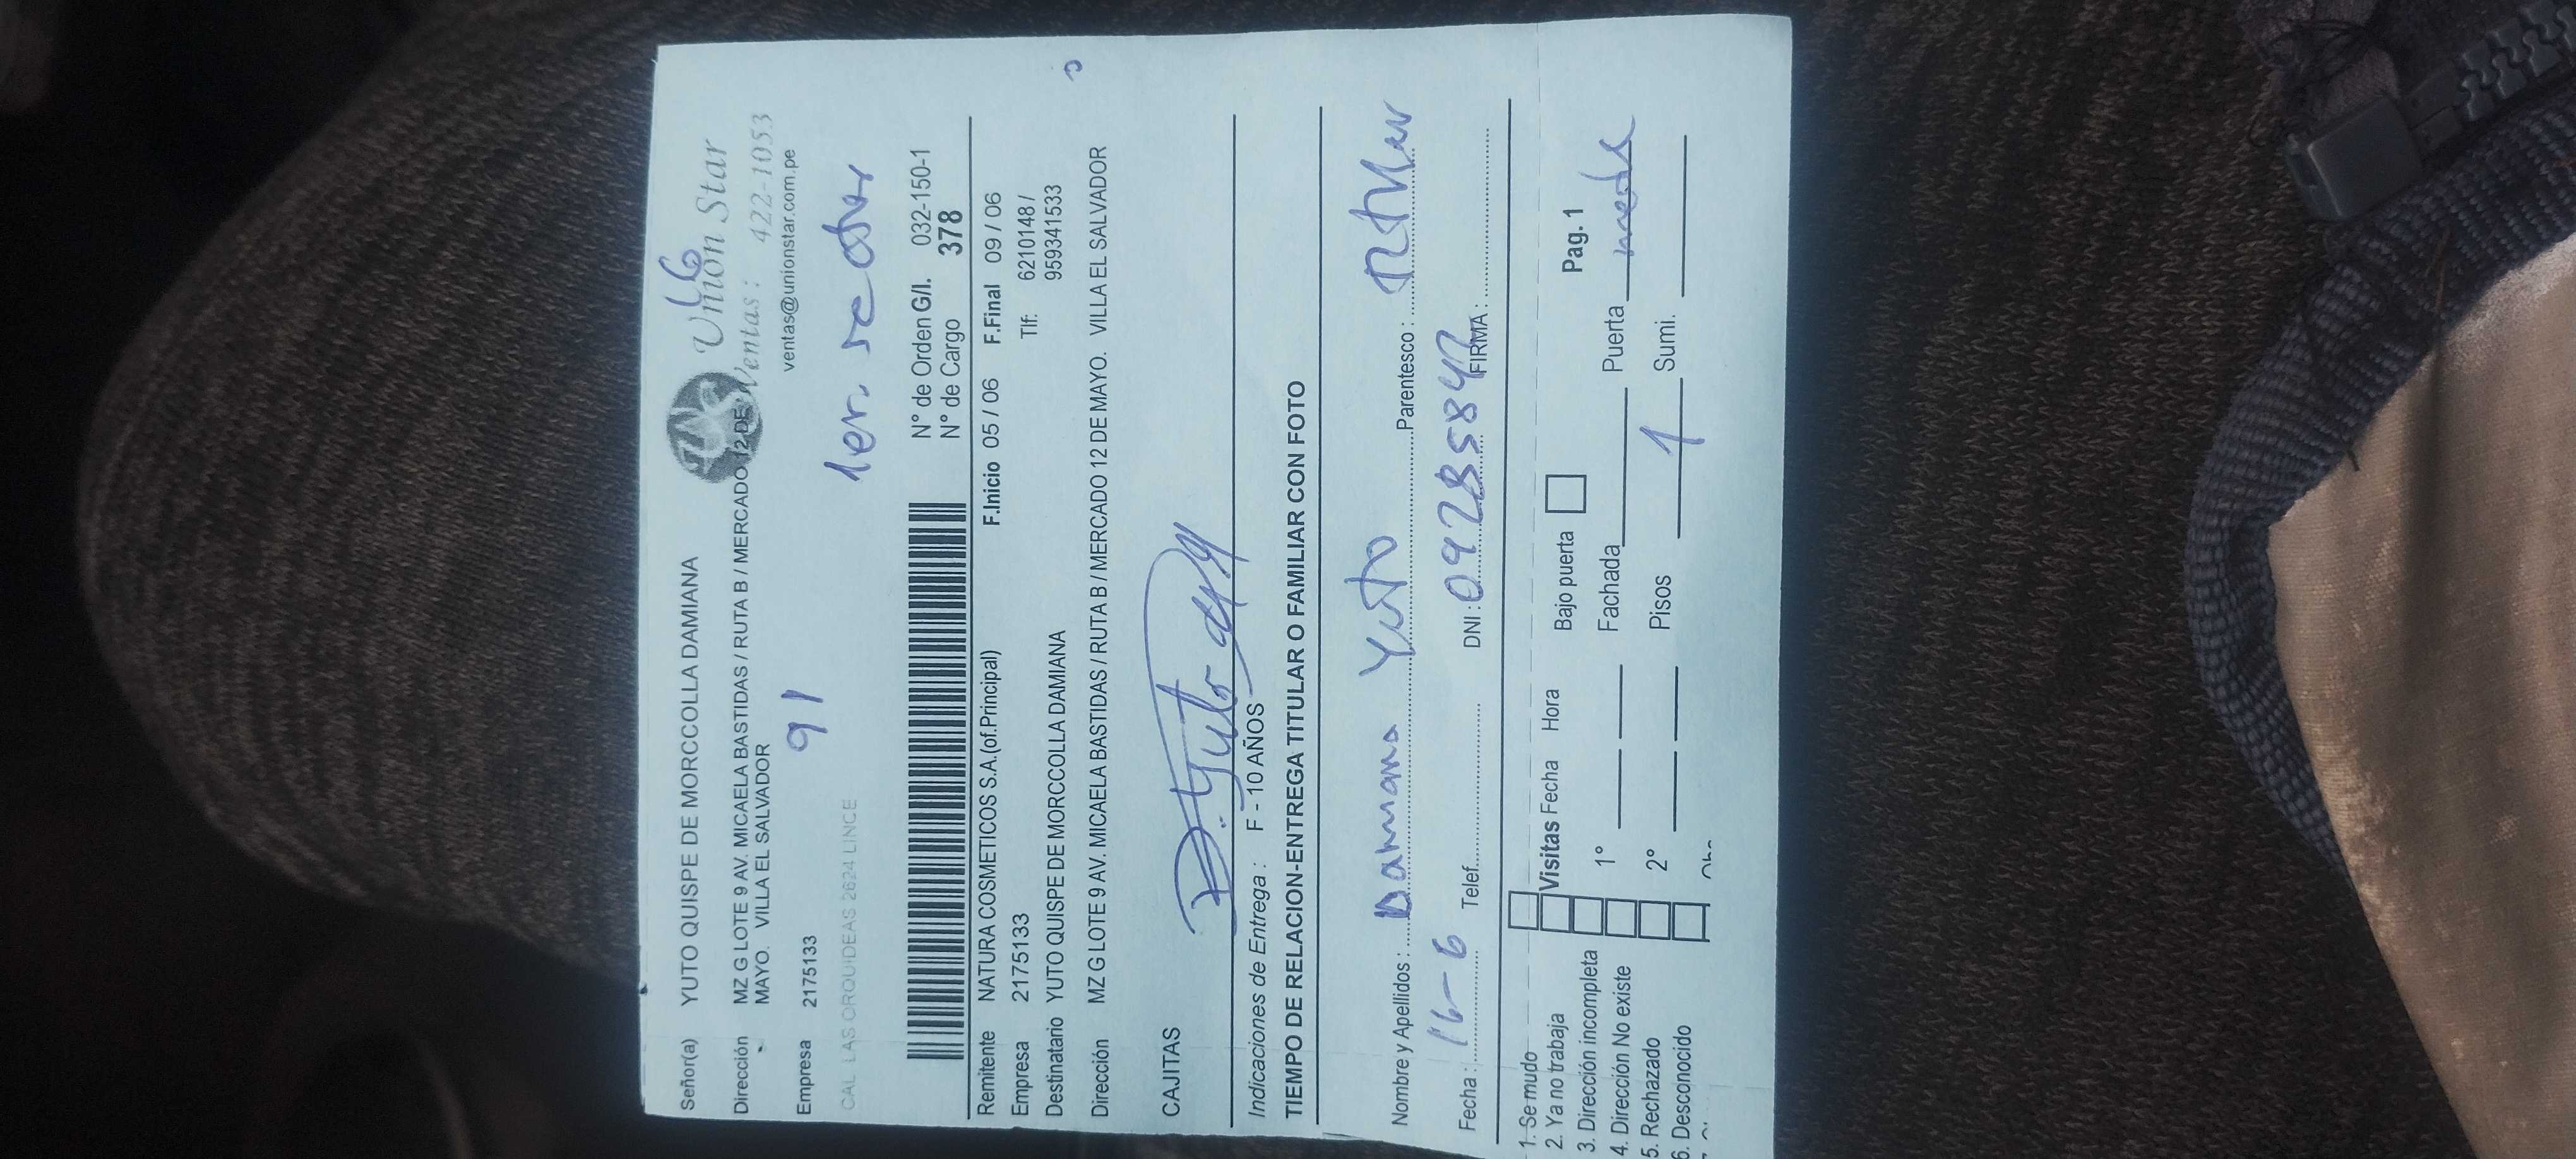 Señor(a) YUTO QUISPE DE MORCCOLLA DAMIANA
Unión Star
Dirección MZ G LOTE 9 AV. MICAELA BASTIDAS / RUTA B / MERCADO 12 DE
MAYO. VILLA EL SALVADOR
Ventas: 422-1053
ventas@unionstar.com.pe
Empresa 2175133
91
CAL LAS ORQUIDEAS 2624 LINCE
1er.
N° de Orden G/I. 032-150-1
N° de Cargo 378
Remitente NATURA COSMETICOS S.A.(of.Principal) F.Inicio 05 / 06 F.Final 09 / 06
Empresa 2175133 Tlf: 6210148 /
959341533
Destinatario YUTO QUISPE DE MORCCOLLA DAMIANA
Dirección MZ G LOTE 9 AV. MICAELA BASTIDAS / RUTA B / MERCADO 12 DE MAYO. VILLA EL SALVADOR
CAJITAS
Indicaciones de Entrega : F - 10 AÑOS
TIEMPO DE RELACION-ENTREGA TITULAR O FAMILIAR CON FOTO
Nombre y Apellidos : Damiana Yuto Parentesco :
Fecha : 16-6 Telef. DNI : FIRMA :
1. Se mudo
2. Ya no trabaja Visitas Fecha Hora Bajo puerta Pag. 1
3. Dirección incompleta 1° Fachada Puerta
4. Dirección No existe
5. Rechazado 2° Pisos 1 Sumi.
6. Desconocido